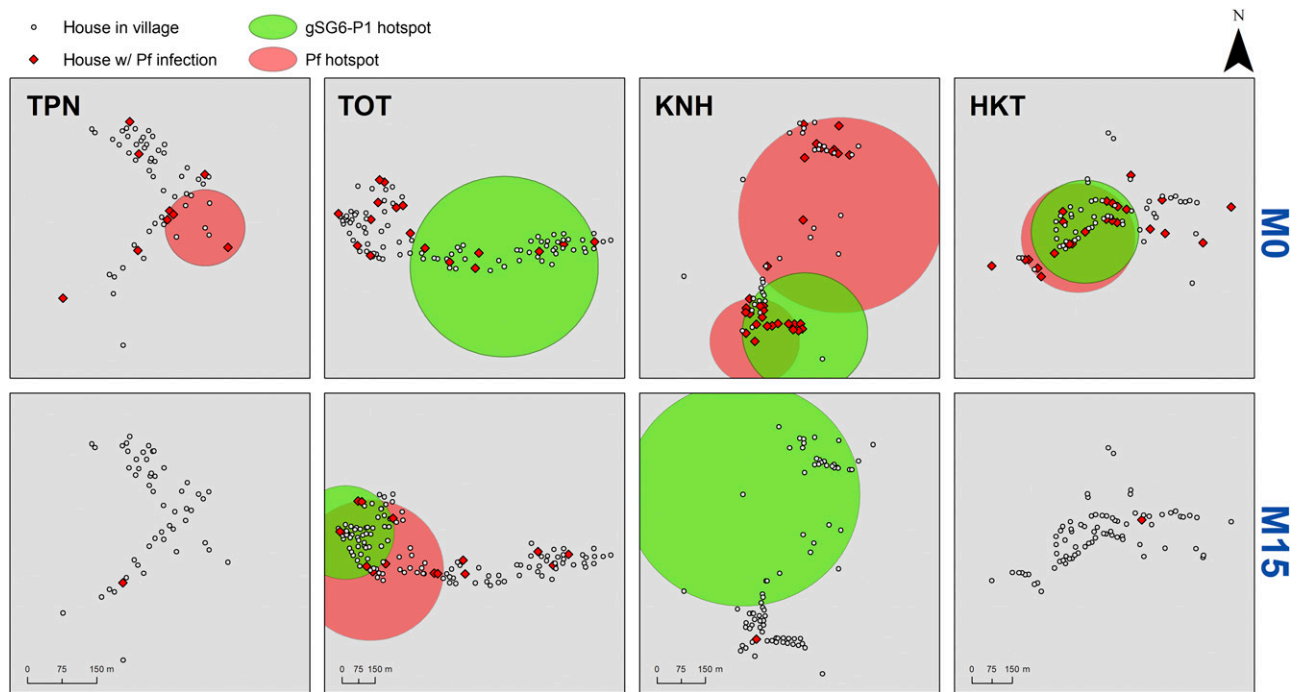 House in village
gSG6-P1 hotspot
House w/ Pf infection
Pf hotspot
N
TPN
TOT
KNH
HKT
M0
M15
0 75 150 m
0 75 150 m
0 75 150 m
0 75 150 m